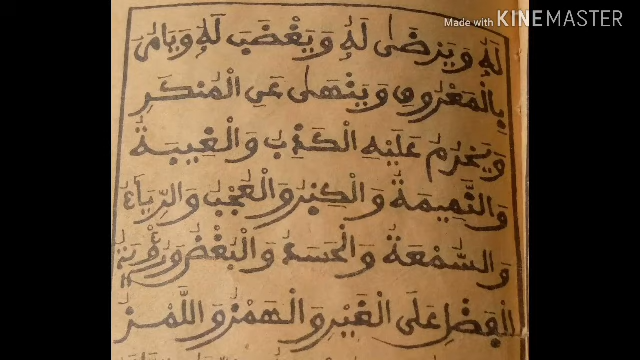 Made with KINEMASTER
لَهُ وَيَرْضَى لَهُ وَيَغْضَبَ لَهُ وَيَامُرَ
بِالْمَعْرُوفِ وَيَنْهَى عَنِ الْمُنْكَرِ
وَيَحْرُمُ عَلَيْهِ الْكَذِبُ وَالْغِيبَةُ
وَالنَّمِيمَةُ وَالْكِبْرُ وَالْعُجْبُ وَالرِّيَاءُ
وَالسُّمْعَةُ وَالْحَسَدُ وَالْبُغْضُ وَرُؤْيَةُ
الْفَضْلِ عَلَى الْغَيْرِ وَالْهَمْزُ وَاللَّمْزُ